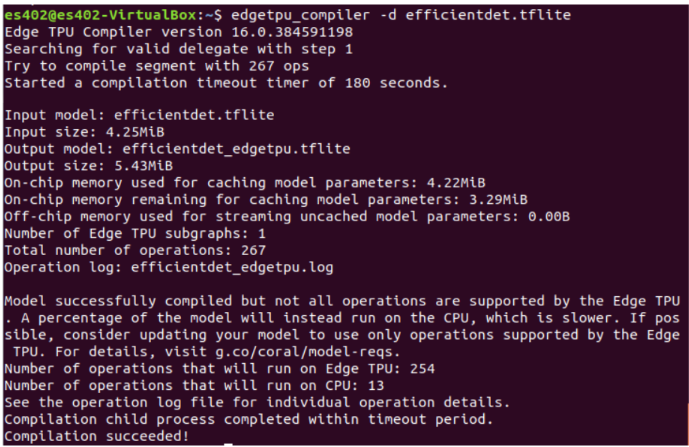 es402@es402-VirtualBox:~$ edgetpu_compiler -d efficientdet.tflite
Edge TPU Compiler version 16.0.384591198
Searching for valid delegate with step 1
Try to compile segment with 267 ops
Started a compilation timeout timer of 180 seconds.

Input model: efficientdet.tflite
Input size: 4.25MiB
Output model: efficientdet_edgetpu.tflite
Output size: 5.43MiB
On-chip memory used for caching model parameters: 4.22MiB
On-chip memory remaining for caching model parameters: 3.29MiB
Off-chip memory used for streaming uncached model parameters: 0.00B
Number of Edge TPU subgraphs: 1
Total number of operations: 267
Operation log: efficientdet_edgetpu.log

Model successfully compiled but not all operations are supported by the Edge TPU
. A percentage of the model will instead run on the CPU, which is slower. If pos
sible, consider updating your model to use only operations supported by the Edge
 TPU. For details, visit g.co/coral/model-reqs.
Number of operations that will run on Edge TPU: 254
Number of operations that will run on CPU: 13
See the operation log file for individual operation details.
Compilation child process completed within timeout period.
Compilation succeeded!